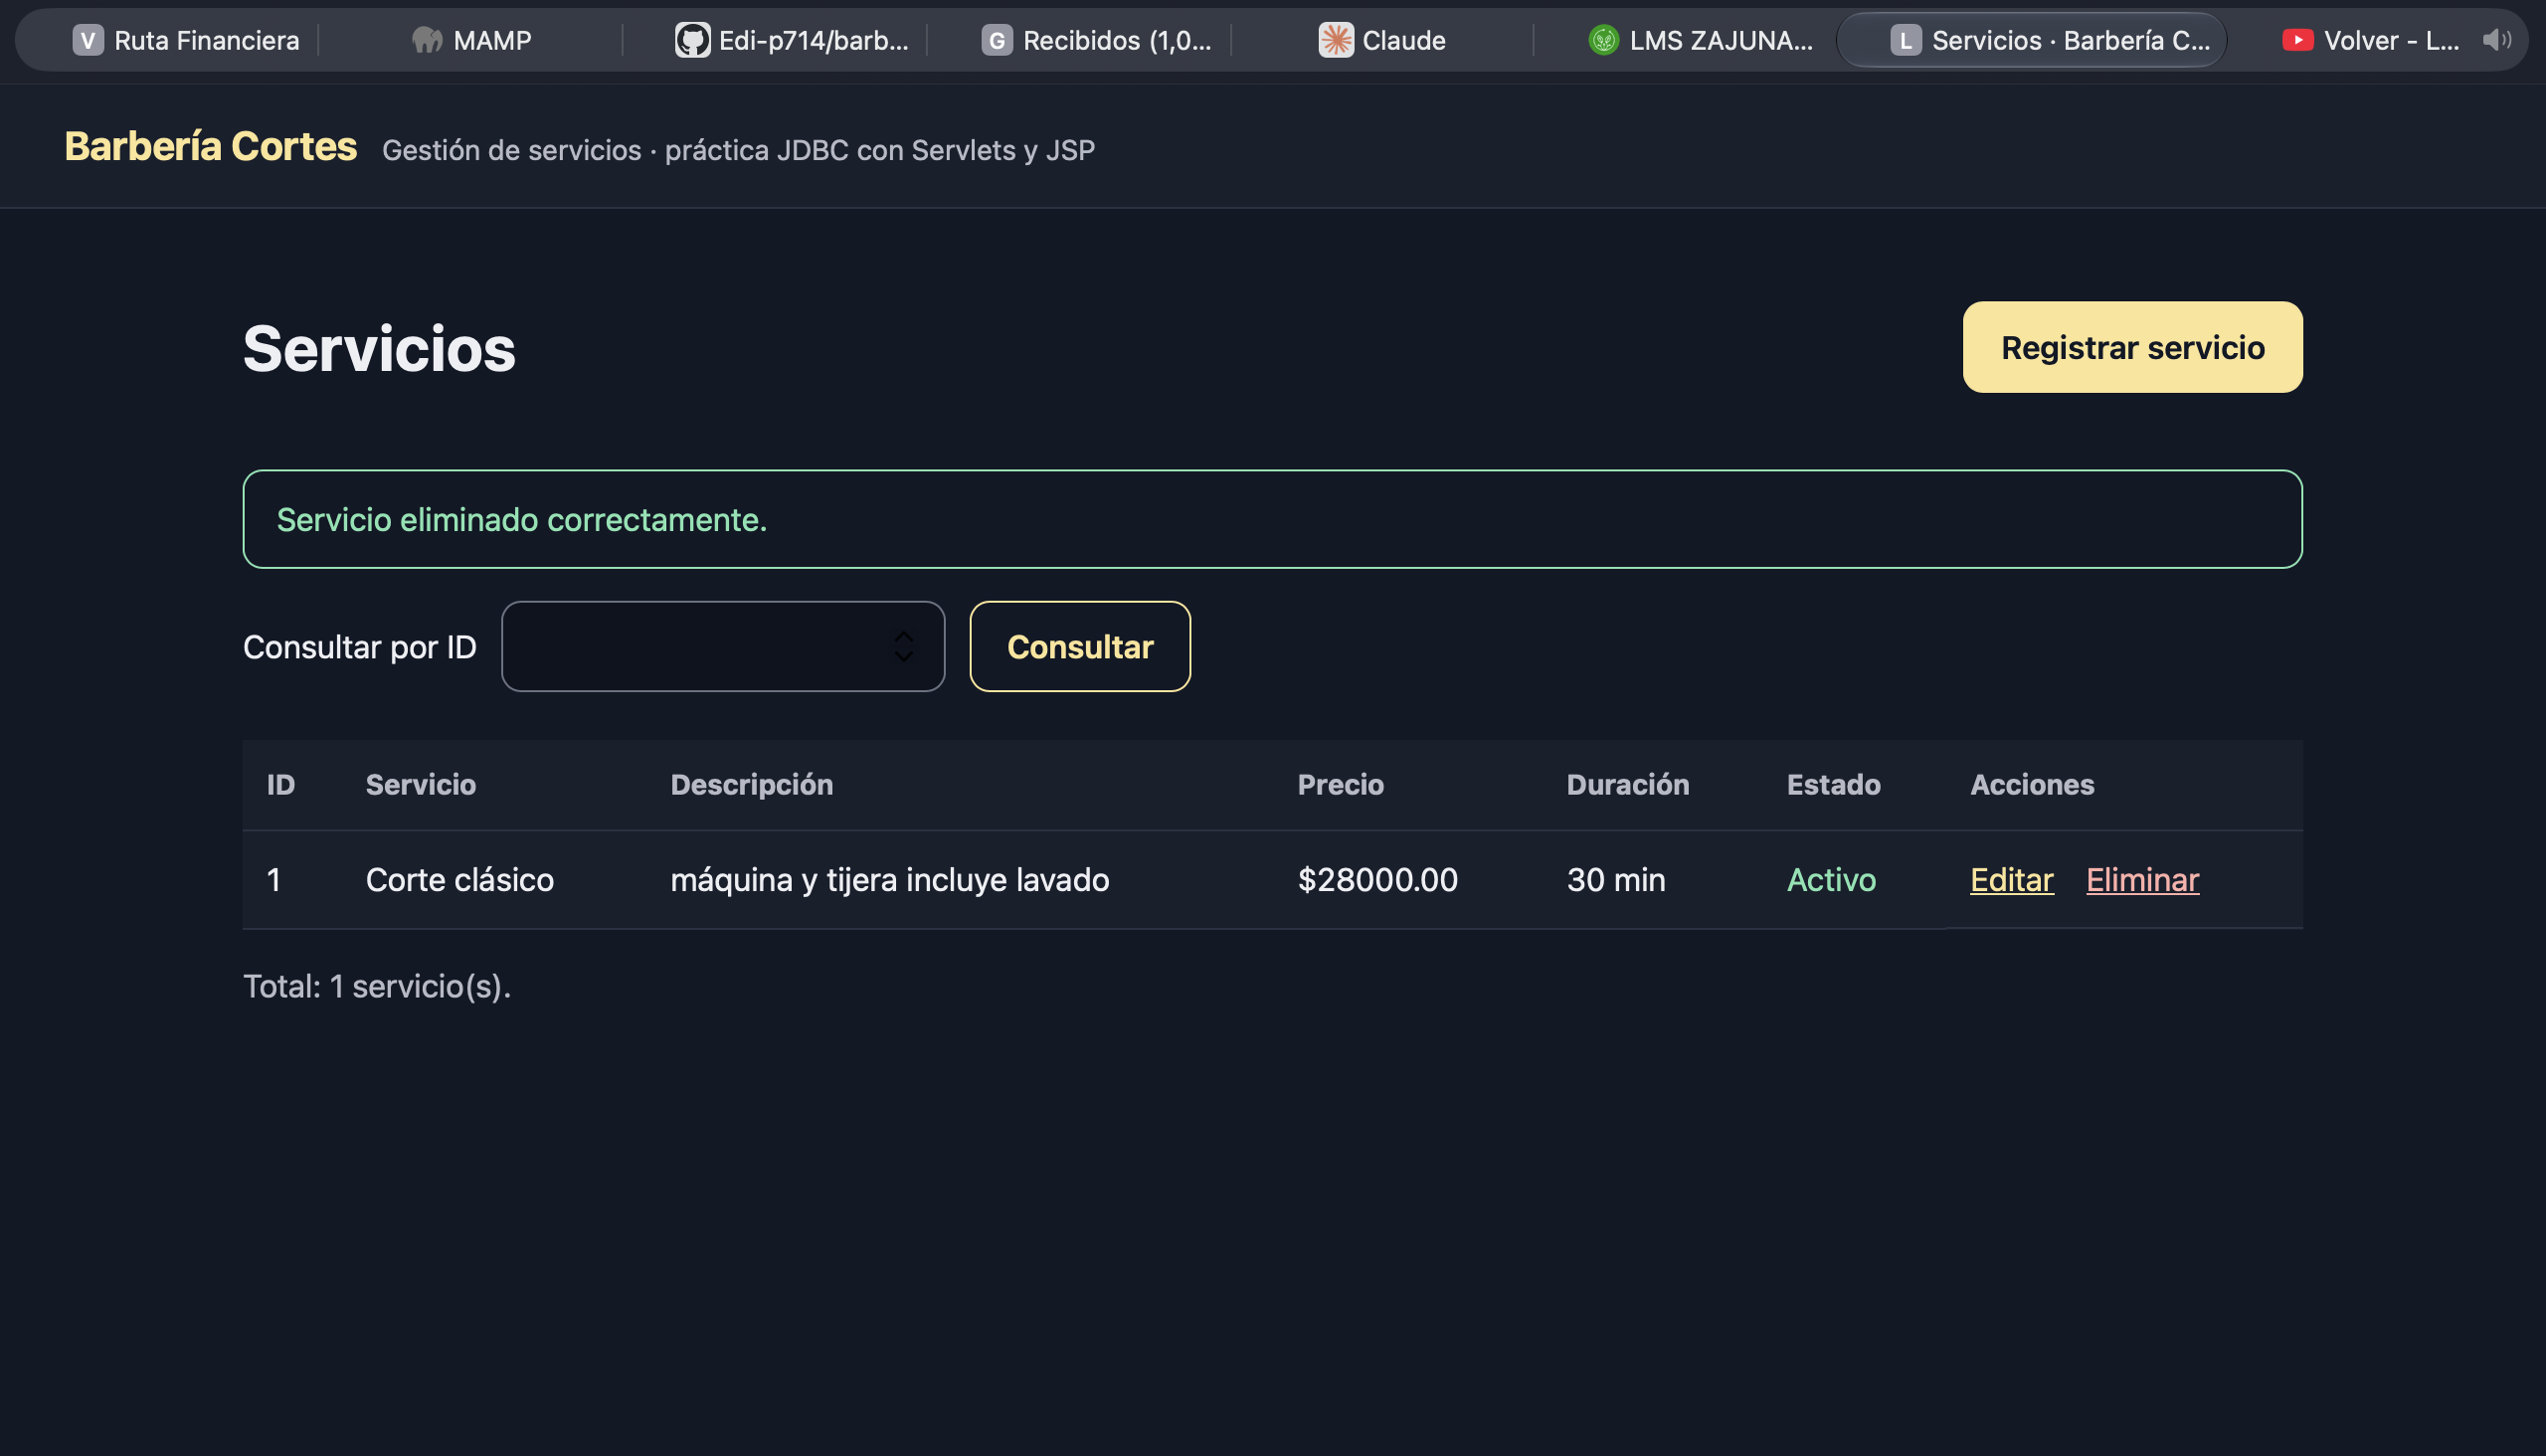 V Ruta Financiera MAMP Edi-p714/barb... G Recibidos (1,0... Claude LMS ZAJUNA... L Servicios · Barbería C... Volver - L...
Barbería Cortes Gestión de servicios · práctica JDBC con Servlets y JSP
Servicios Registrar servicio
Servicio eliminado correctamente.
Consultar por ID Consultar
ID Servicio Descripción Precio Duración Estado Acciones
1 Corte clásico máquina y tijera incluye lavado $28000.00 30 min Activo Editar Eliminar
Total: 1 servicio(s).